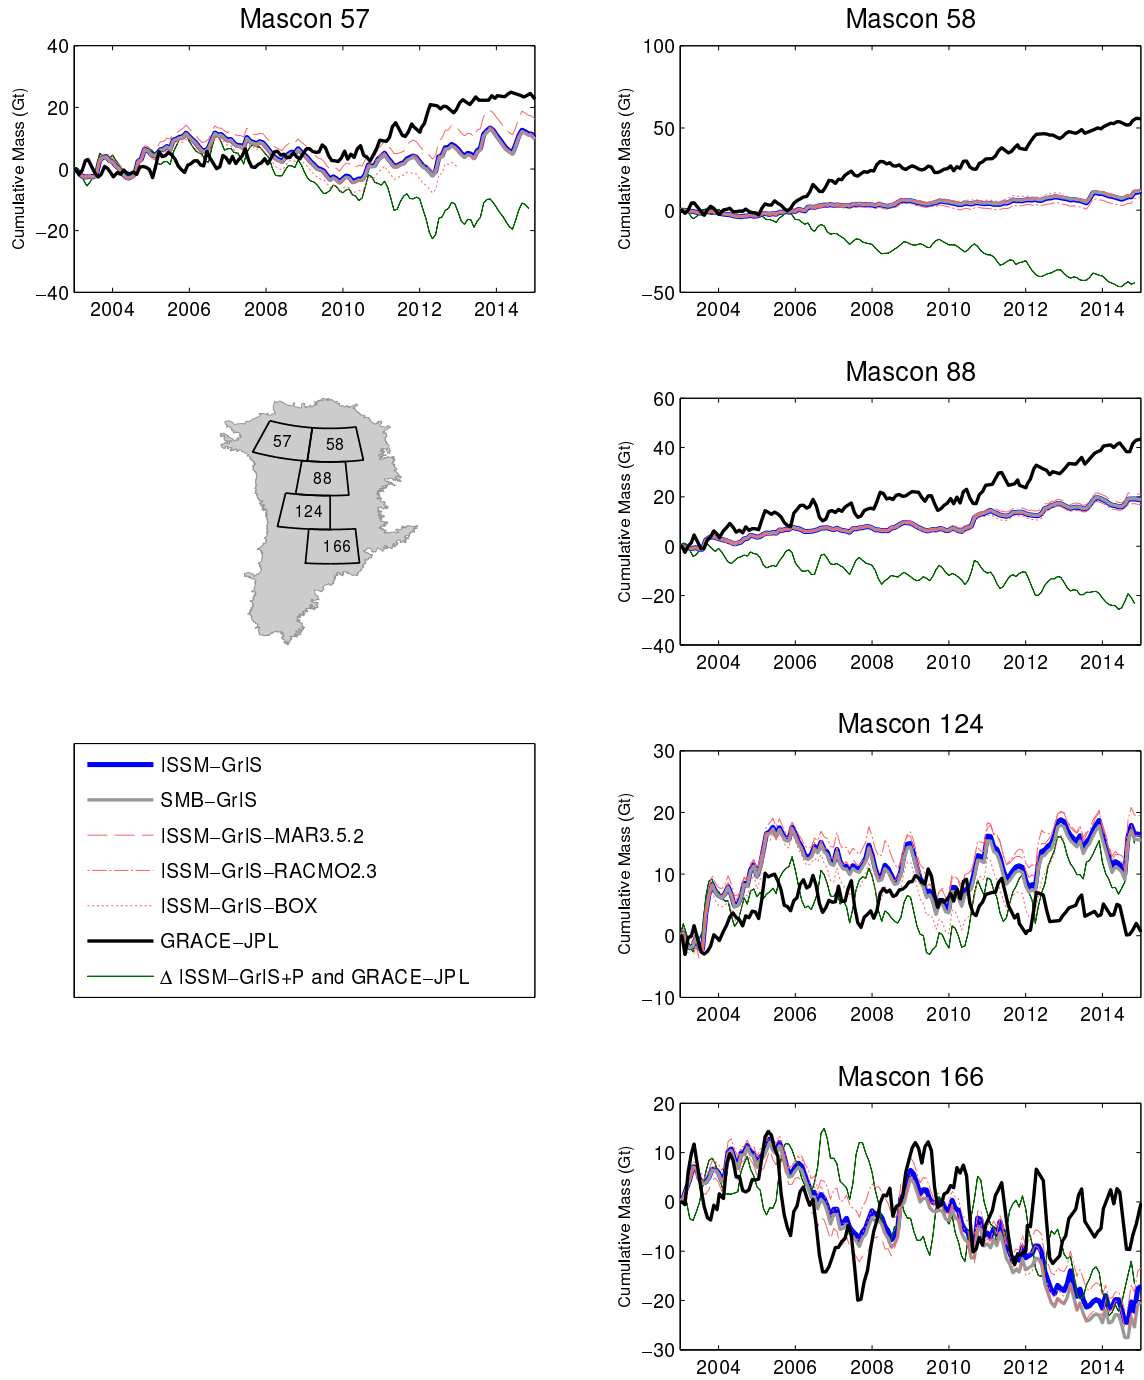 Mascon 57
Cumulative Mass (Gt)
40
20
0
−20
−40
2004 2006 2008 2010 2012 2014
Mascon 58
Cumulative Mass (Gt)
100
50
0
−50
2004 2006 2008 2010 2012 2014
57
58
88
124
166
Mascon 88
Cumulative Mass (Gt)
60
40
20
0
−20
−40
2004 2006 2008 2010 2012 2014
ISSM−GrIS
SMB−GrIS
ISSM−GrIS−MAR3.5.2
ISSM−GrIS−RACMO2.3
ISSM−GrIS−BOX
GRACE−JPL
Δ ISSM−GrIS+P and GRACE−JPL
Mascon 124
Cumulative Mass (Gt)
30
20
10
0
−10
2004 2006 2008 2010 2012 2014
Mascon 166
Cumulative Mass (Gt)
20
10
0
−10
−20
−30
2004 2006 2008 2010 2012 2014